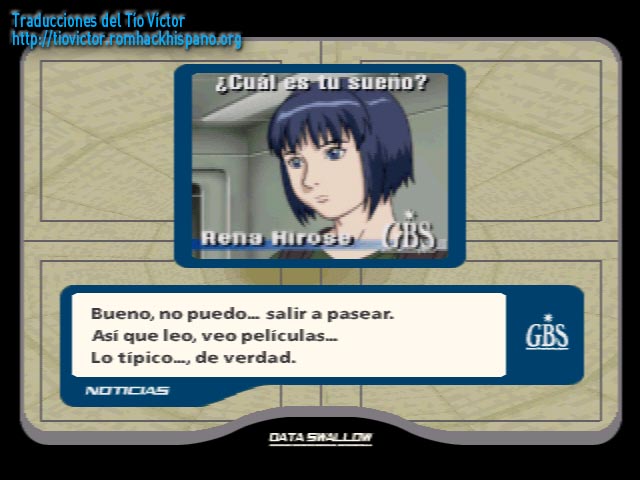 Traducciones del Tio Victor
http://tiovictor.romhackhispano.org
¿Cuál es tu sueño?
Rena Hirose
GBS
Bueno, no puedo... salir a pasear.
Así que leo, veo películas...
Lo típico..., de verdad.
GBS
NOTICIAS
DATA SWALLOW